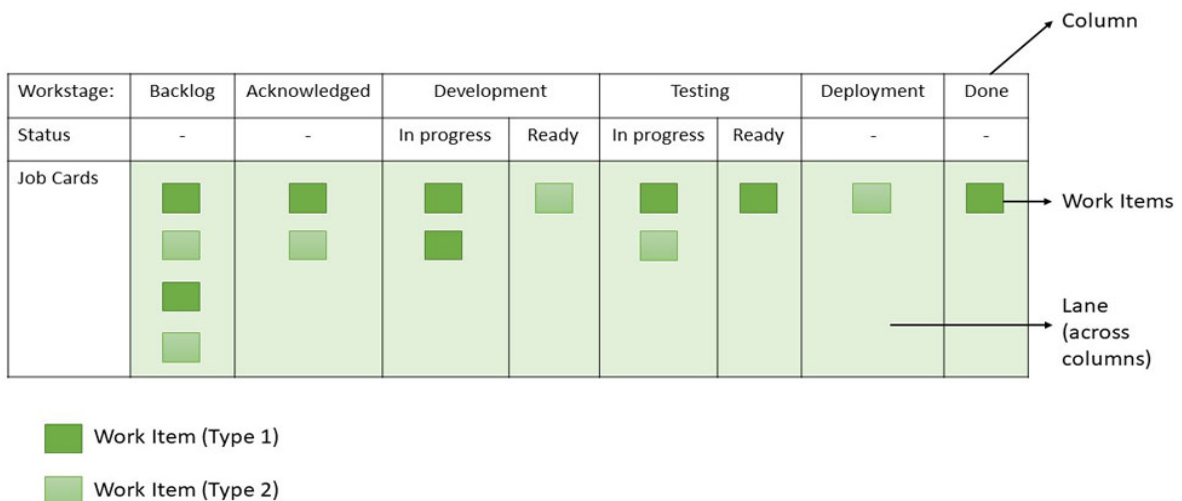 Column
Workstage: Backlog Acknowledged Development Testing Deployment Done
Status - - In progress Ready In progress Ready - -
Job Cards
Work Items
Lane
(across
columns)
Work Item (Type 1)
Work Item (Type 2)